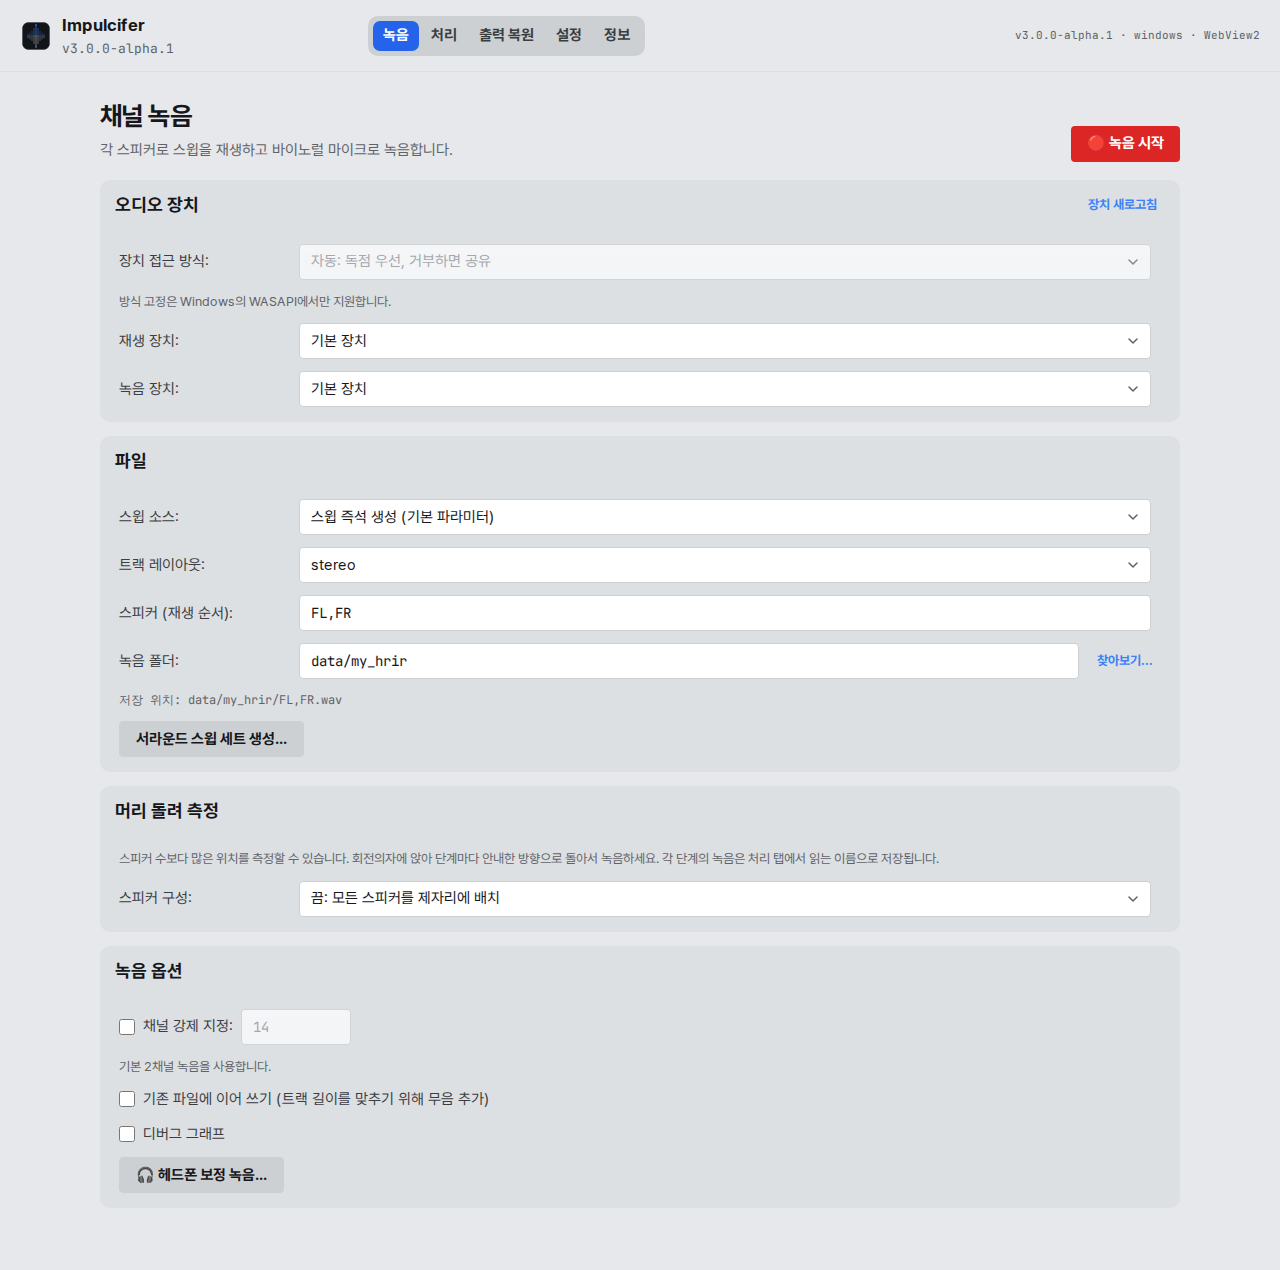 Impulcifer
v3.0.0-alpha.1
녹음 처리 출력 복원 설정 정보
v3.0.0-alpha.1 · windows · WebView2
채널 녹음
각 스피커로 스윕을 재생하고 바이노럴 마이크로 녹음합니다.
🔴 녹음 시작
오디오 장치
장치 새로고침
장치 접근 방식: 자동: 독점 우선, 거부하면 공유
방식 고정은 Windows의 WASAPI에서만 지원합니다.
재생 장치: 기본 장치
녹음 장치: 기본 장치
파일
스윕 소스: 스윕 즉석 생성 (기본 파라미터)
트랙 레이아웃: stereo
스피커 (재생 순서): FL,FR
녹음 폴더: data/my_hrir 찾아보기...
저장 위치: data/my_hrir/FL,FR.wav
서라운드 스윕 세트 생성...
머리 돌려 측정
스피커 수보다 많은 위치를 측정할 수 있습니다. 회전의자에 앉아 단계마다 안내한 방향으로 돌아서 녹음하세요. 각 단계의 녹음은 처리 탭에서 읽는 이름으로 저장됩니다.
스피커 구성: 끔: 모든 스피커를 제자리에 배치
녹음 옵션
채널 강제 지정: 14
기본 2채널 녹음을 사용합니다.
기존 파일에 이어 쓰기 (트랙 길이를 맞추기 위해 무음 추가)
디버그 그래프
🎧 헤드폰 보정 녹음...